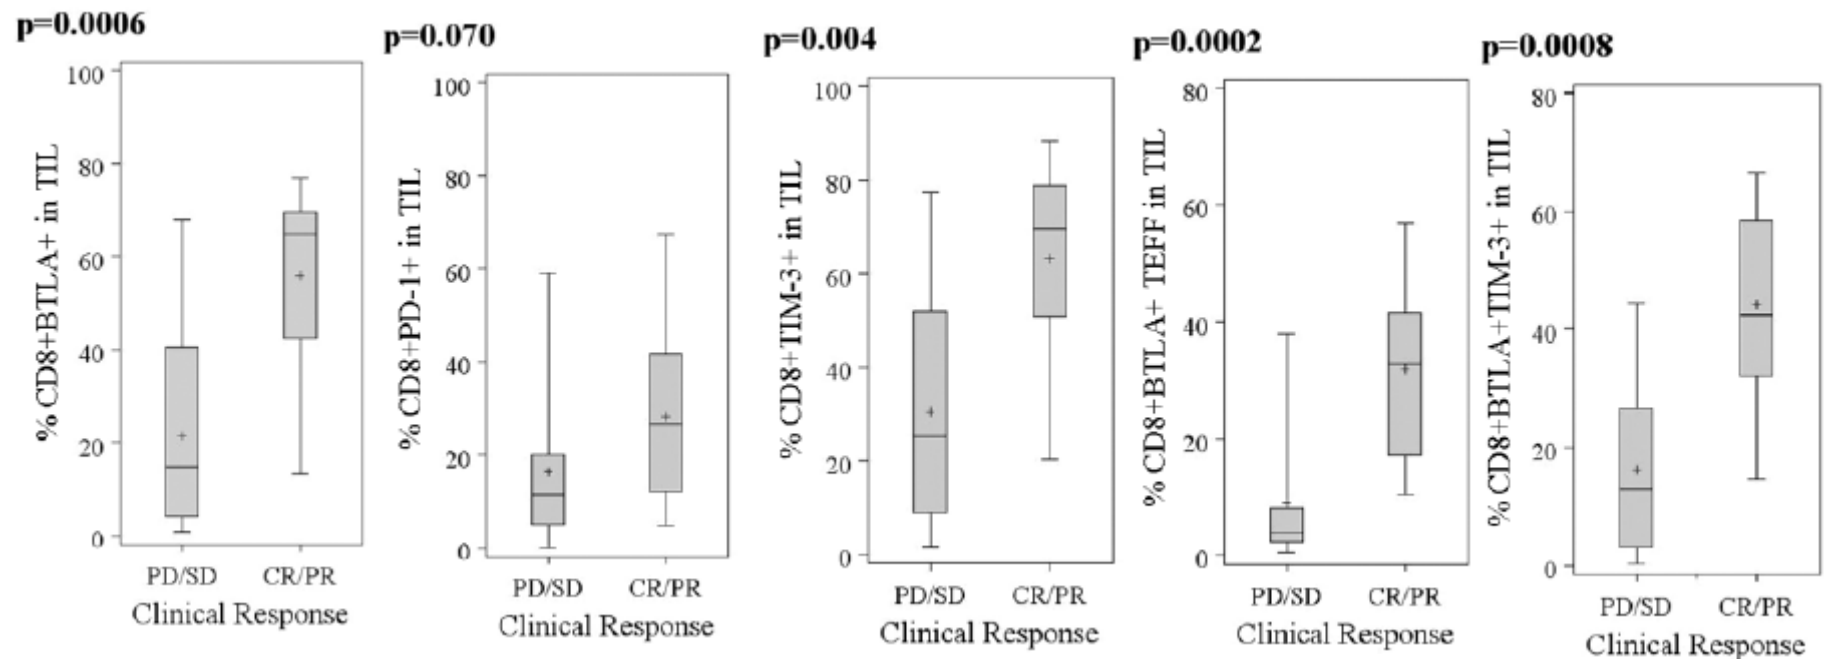 p=0.0006
% CD8+BTLA+ in TIL
100
80
60
40
20
0
PD/SD CR/PR
Clinical Response
p=0.070
% CD8+PD-1+ in TIL
100
80
60
40
20
0
PD/SD CR/PR
Clinical Response
p=0.004
% CD8+TIM-3+ in TIL
100
80
60
40
20
0
PD/SD CR/PR
Clinical Response
p=0.0002
% CD8+BTLA+ TEFF in TIL
80
60
40
20
0
PD/SD CR/PR
Clinical Response
p=0.0008
% CD8+BTLA+TIM-3+ in TIL
80
60
40
20
0
PD/SD CR/PR
Clinical Response